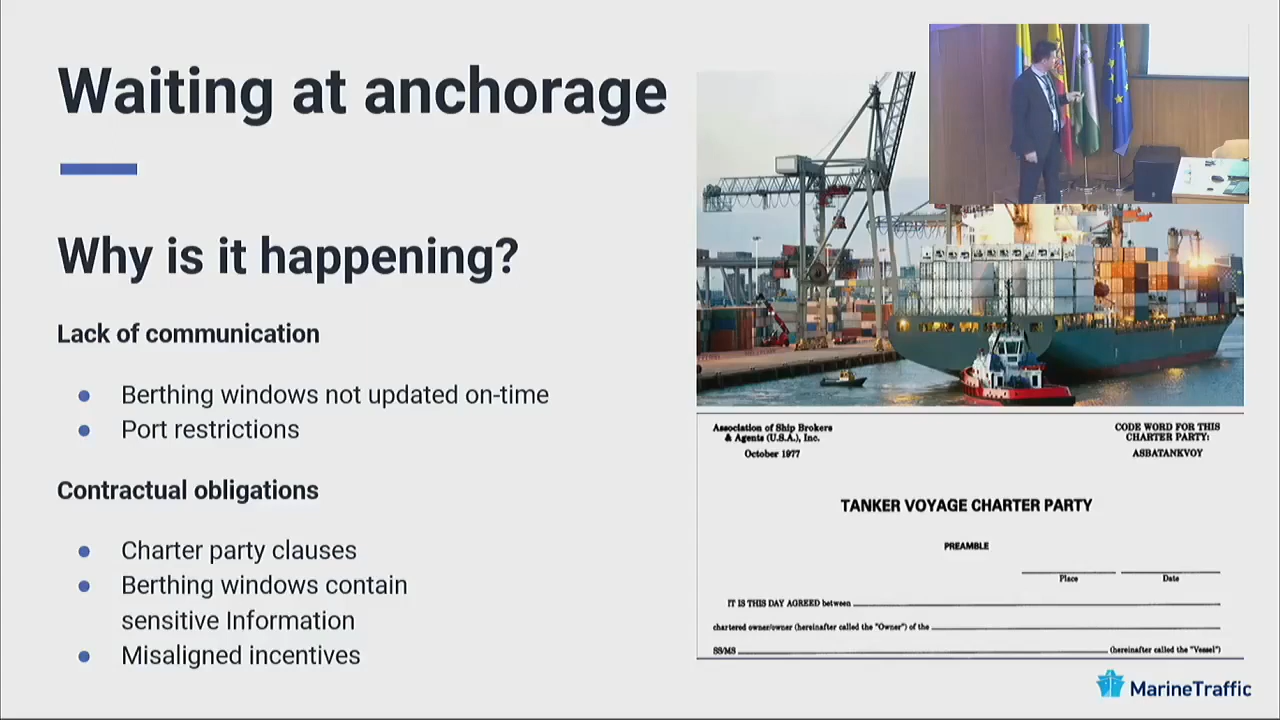 Waiting at anchorage
Why is it happening?
Lack of communication
Berthing windows not updated on-time
Port restrictions
Contractual obligations
Charter party clauses
Berthing windows contain
sensitive Information
Misaligned incentives
Association of Ship Brokers
& Agents (U.S.A.), Inc.
October 1977
CODE WORD FOR THIS
CHARTER PARTY:
ASBATANKVOY
TANKER VOYAGE CHARTER PARTY
PREAMBLE
Place
Date
IT IS THIS DAY AGREED between
chartered owner/owner (hereinafter called the "Owner") of the
SS/MS (hereinafter called the "Vessel")
MarineTraffic